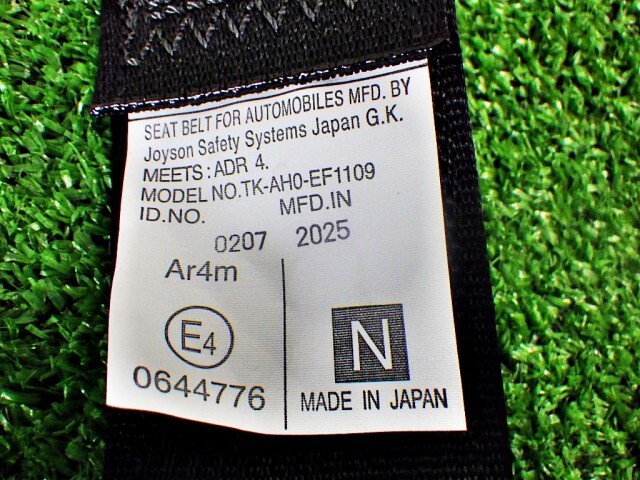 SEAT BELT FOR AUTOMOBILES MFD. BY
Joyson Safety Systems Japan G.K.
MEETS: ADR 4.
MODEL NO.TK-AH0-EF1109
ID.NO. MFD.IN
0207 2025
Ar4m
E4
N
0644776
MADE IN JAPAN